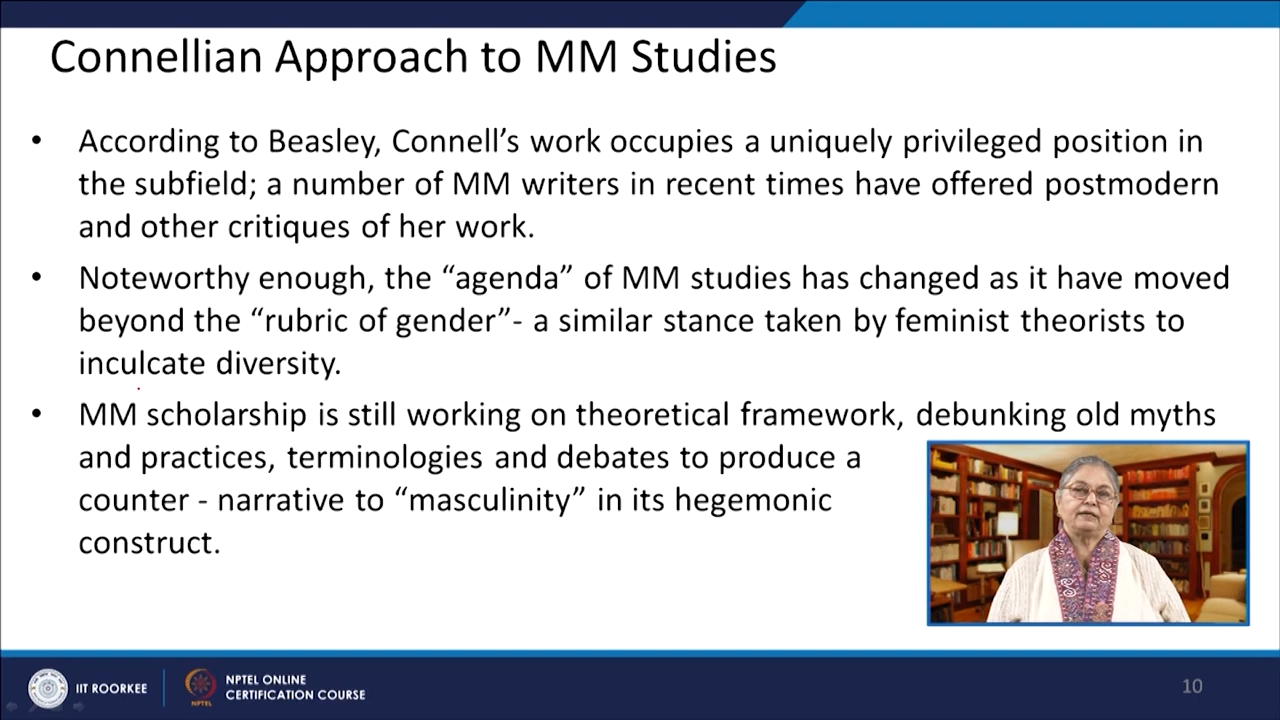 Connellian Approach to MM Studies
• According to Beasley, Connell’s work occupies a uniquely privileged position in
the subfield; a number of MM writers in recent times have offered postmodern
and other critiques of her work.
• Noteworthy enough, the “agenda” of MM studies has changed as it have moved
beyond the “rubric of gender”- a similar stance taken by feminist theorists to
inculcate diversity.
• MM scholarship is still working on theoretical framework, debunking old myths
and practices, terminologies and debates to produce a
counter - narrative to “masculinity” in its hegemonic
construct.
IIT ROORKEE
NPTEL
NPTEL ONLINE
CERTIFICATION COURSE
10